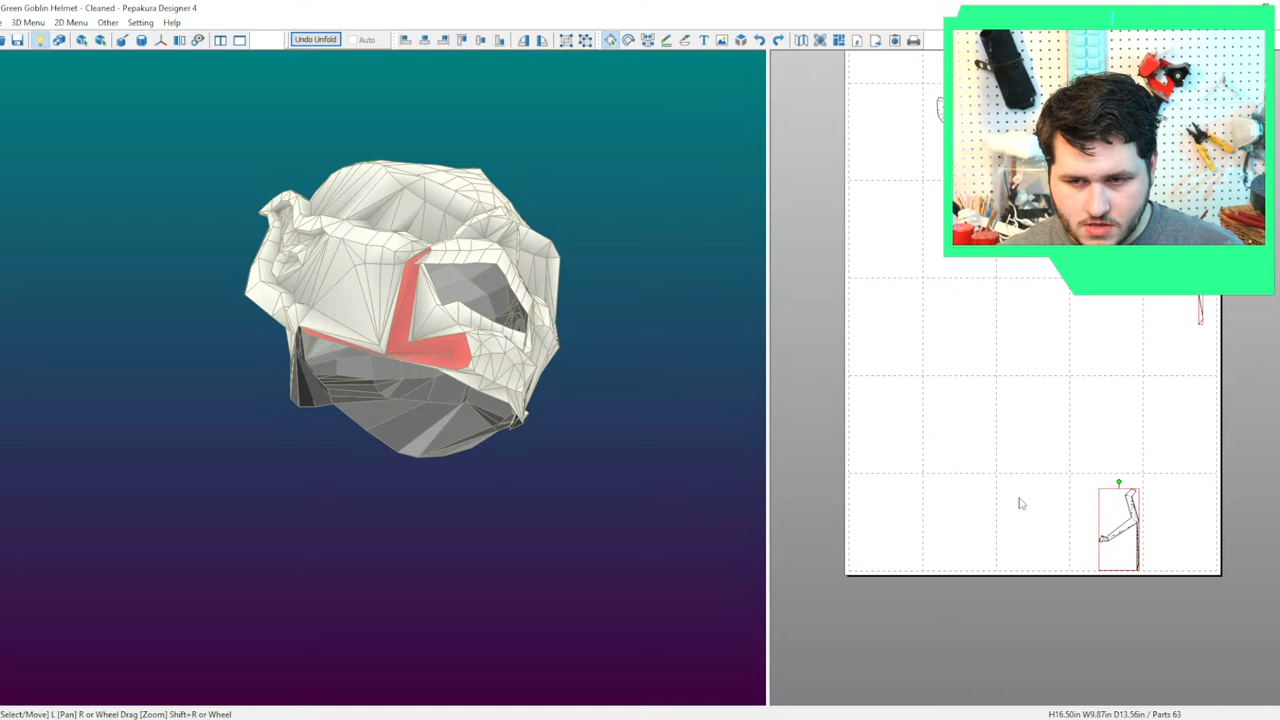 Green Goblin Helmet - Cleaned - Pepakura Designer 4
3D Menu 2D Menu Other Setting Help
Undo Unfold Auto
Select/Move] L [Pan] R or Wheel Drag [Zoom] Shift+R or Wheel
H16.50in W9.87in D13.56in / Parts 63